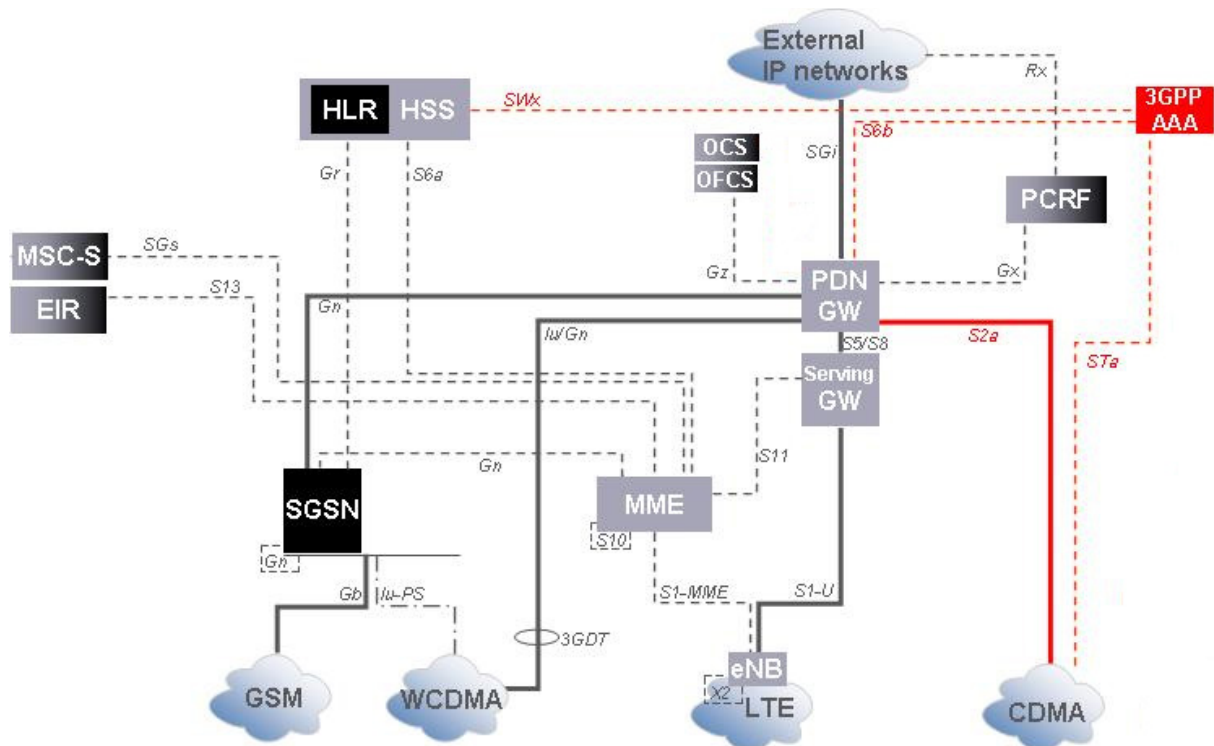 External
IP networks
Rx
HLR HSS
SWx
3GPP
AAA
OCS
OFCS
SGi
S6b
Gr
S6a
PCRF
MSC-S
SGs
EIR
S13
Gz
PDN
GW
Gx
Gn
Iu/Gn
S5/S8
S2a
STa
Serving
GW
Gn
S11
SGSN
MME
S10
Gn
Gb
Iu-PS
S1-MME
S1-U
3GDT
eNB
X2
GSM
WCDMA
LTE
CDMA